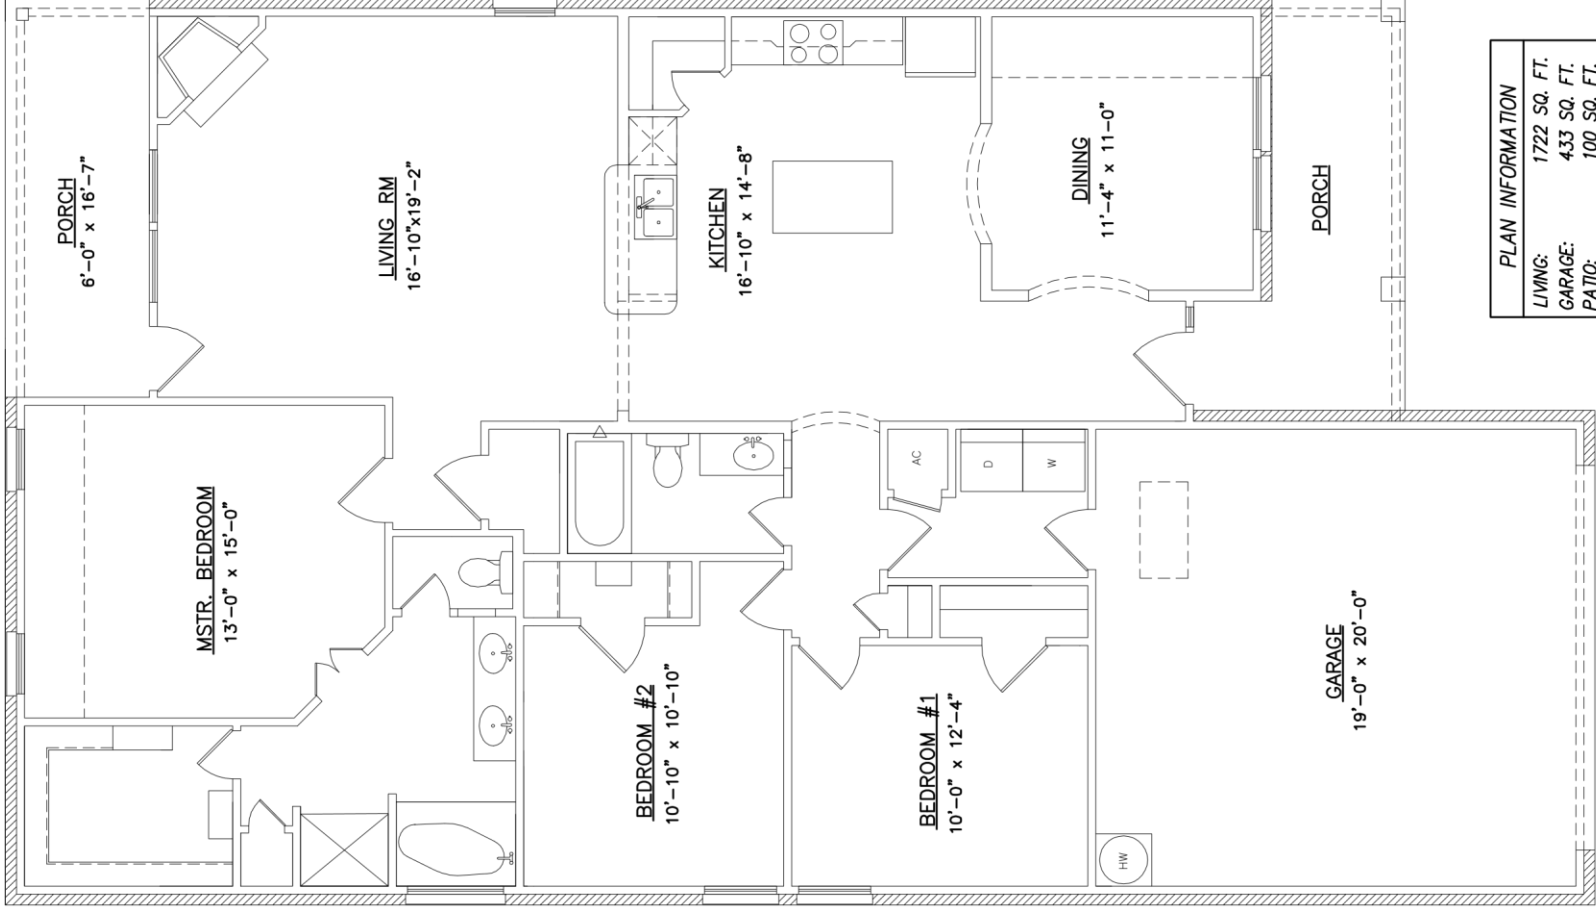 PORCH
6'-0" x 16'-7"
LIVING RM
16'-10"x19'-2"
KITCHEN
16'-10" x 14'-8"
DINING
11'-4" x 11-0"
PORCH
MSTR. BEDROOM
13'-0" x 15'-0"
BEDROOM #2
10'-10" x 10'-10"
BEDROOM #1
10'-0" x 12'-4"
AC
D
W
GARAGE
19'-0" x 20'-0"
HW
PLAN INFORMATION
LIVING: 1722 SQ. FT.
GARAGE: 433 SQ. FT.
PATIO: 100 SQ. FT.